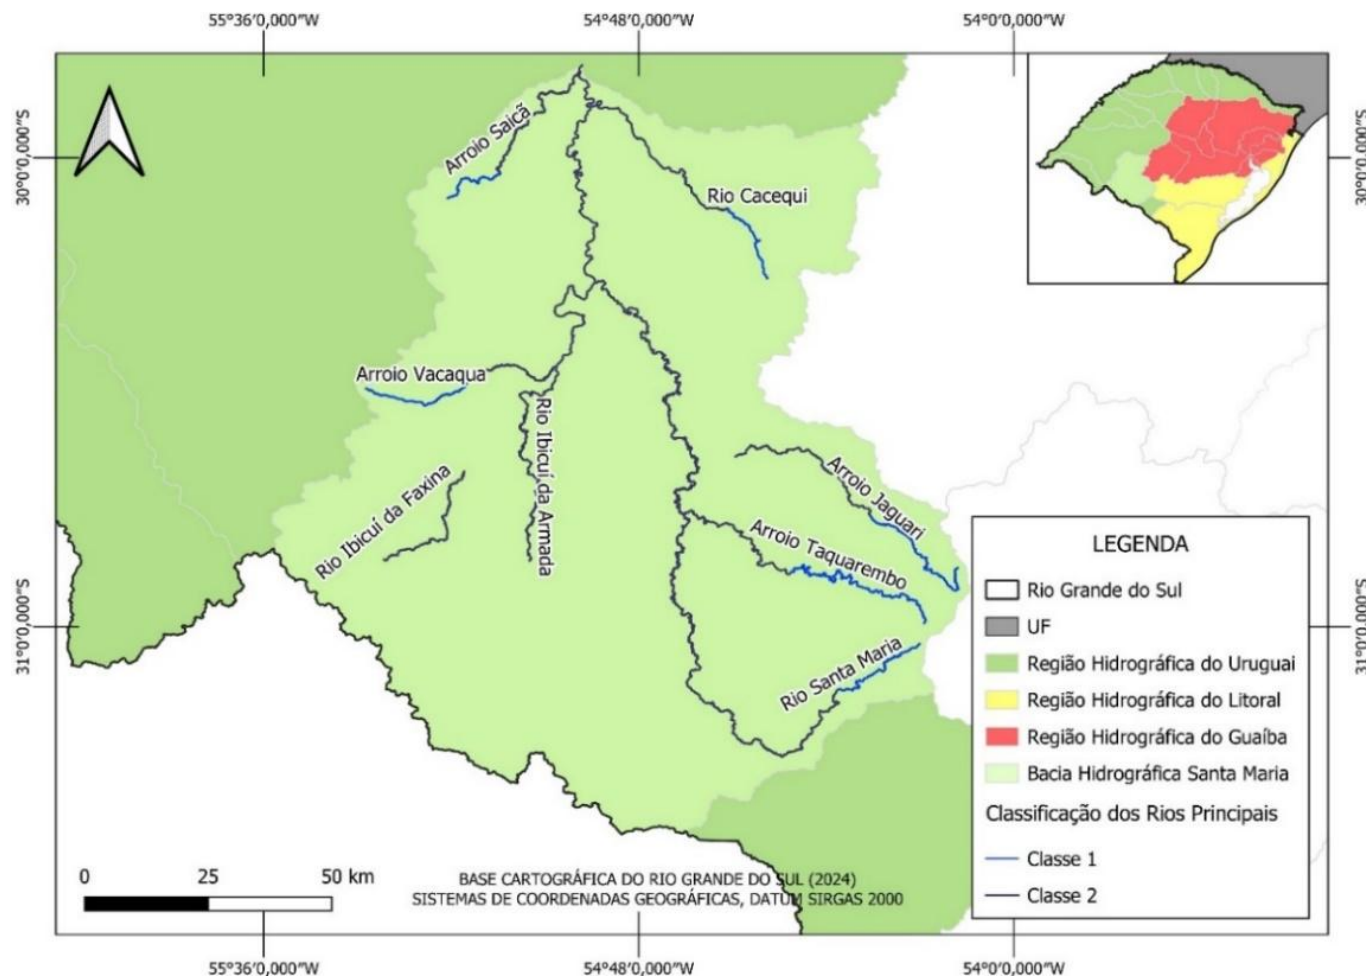 55°36'0,000"W
54°48'0,000"W
54°0'0,000"W
30°0'0,000"S
30°0'0,000"S
Arroio Saicã
Rio Cacequi
Arroio Vacaqua
Rio Ibicuí da Armada
Rio Ibicuí da Faxina
Arroio Jaguari
Arroio Taquarembo
Rio Santa Maria
31°0'0,000"S
31°0'0,000"S
LEGENDA
Rio Grande do Sul
UF
Região Hidrográfica do Uruguai
Região Hidrográfica do Litoral
Região Hidrográfica do Guaíba
Bacia Hidrográfica Santa Maria
Classificação dos Rios Principais
Classe 1
Classe 2
0 25 50 km
BASE CARTOGRÁFICA DO RIO GRANDE DO SUL (2024)
SISTEMAS DE COORDENADAS GEOGRÁFICAS, DATUM SIRGAS 2000
55°36'0,000"W
54°48'0,000"W
54°0'0,000"W